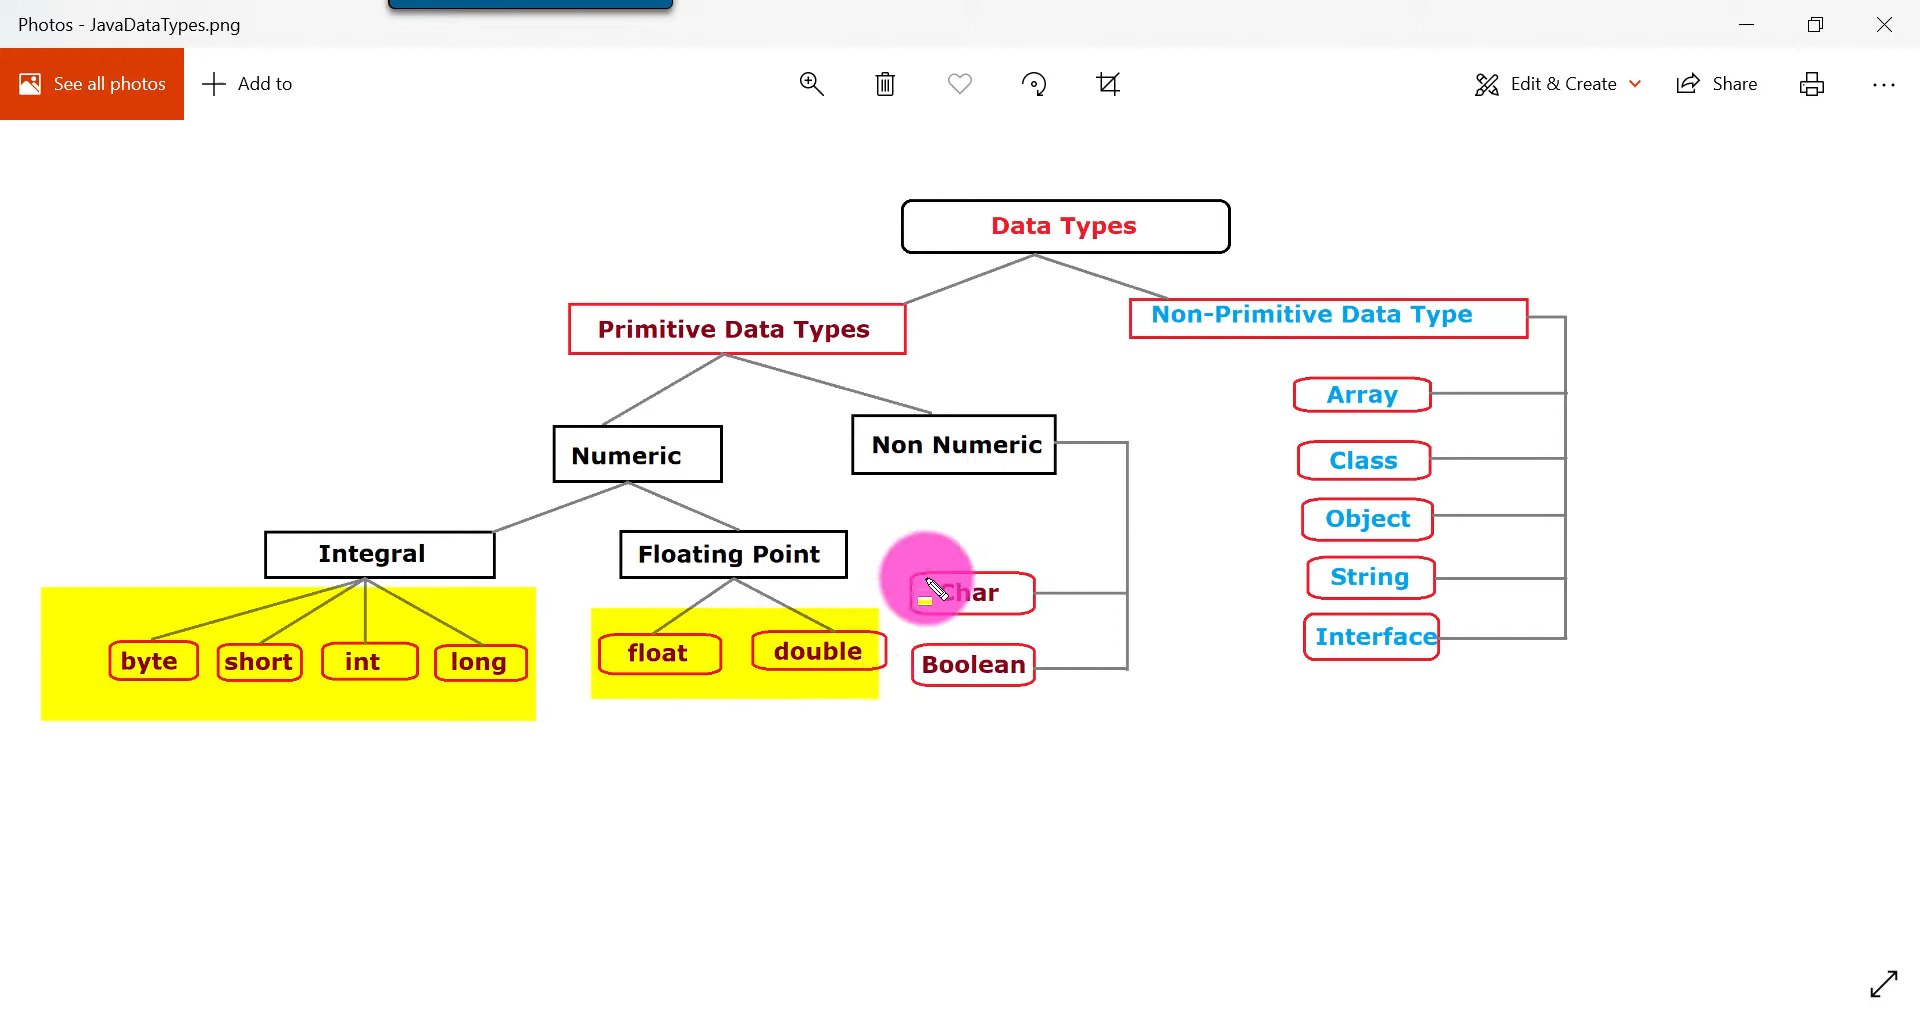 Photos - JavaDataTypes.png
See all photos
Add to
Edit & Create
Share
Data Types
Primitive Data Types
Non-Primitive Data Type
Numeric
Non Numeric
Array
Class
Object
String
Interface
Integral
Floating Point
Char
Boolean
byte
short
int
long
float
double